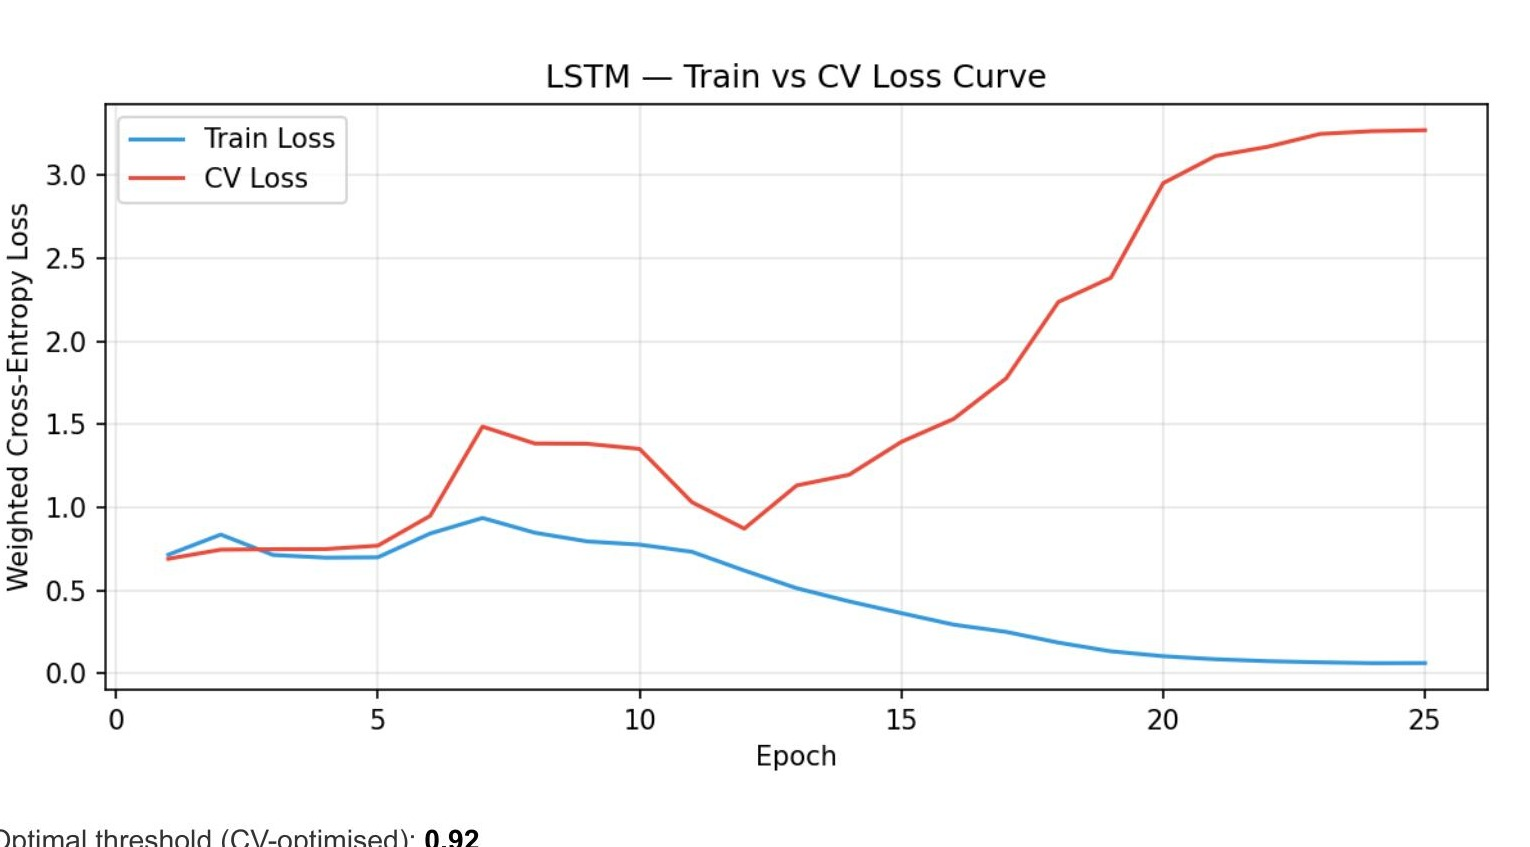 LSTM — Train vs CV Loss Curve
Train Loss
CV Loss
Weighted Cross-Entropy Loss
3.0
2.5
2.0
1.5
1.0
0.5
0.0
0 5 10 15 20 25
Epoch
Optimal threshold (CV-optimised): 0.92